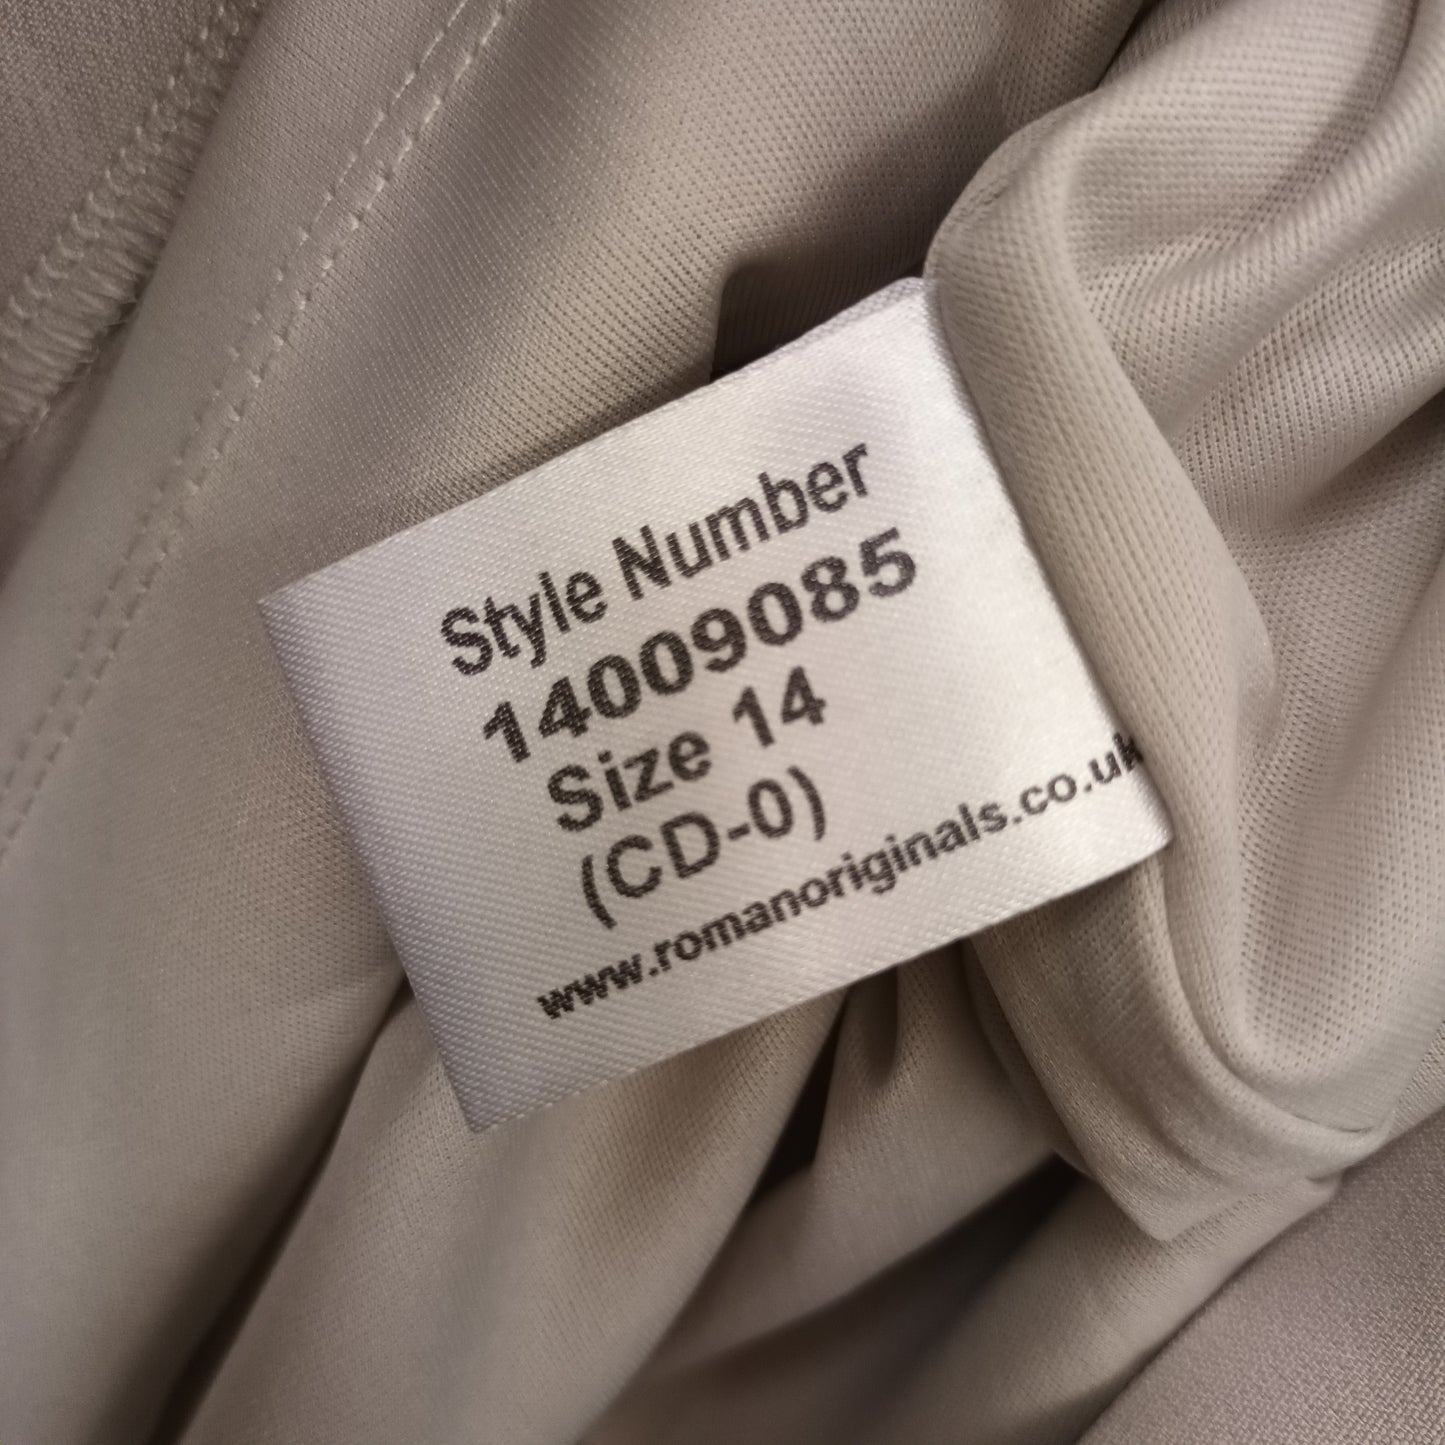 Style Number
14009085
Size 14
(CD-0)
www.romanoriginals.co.uk